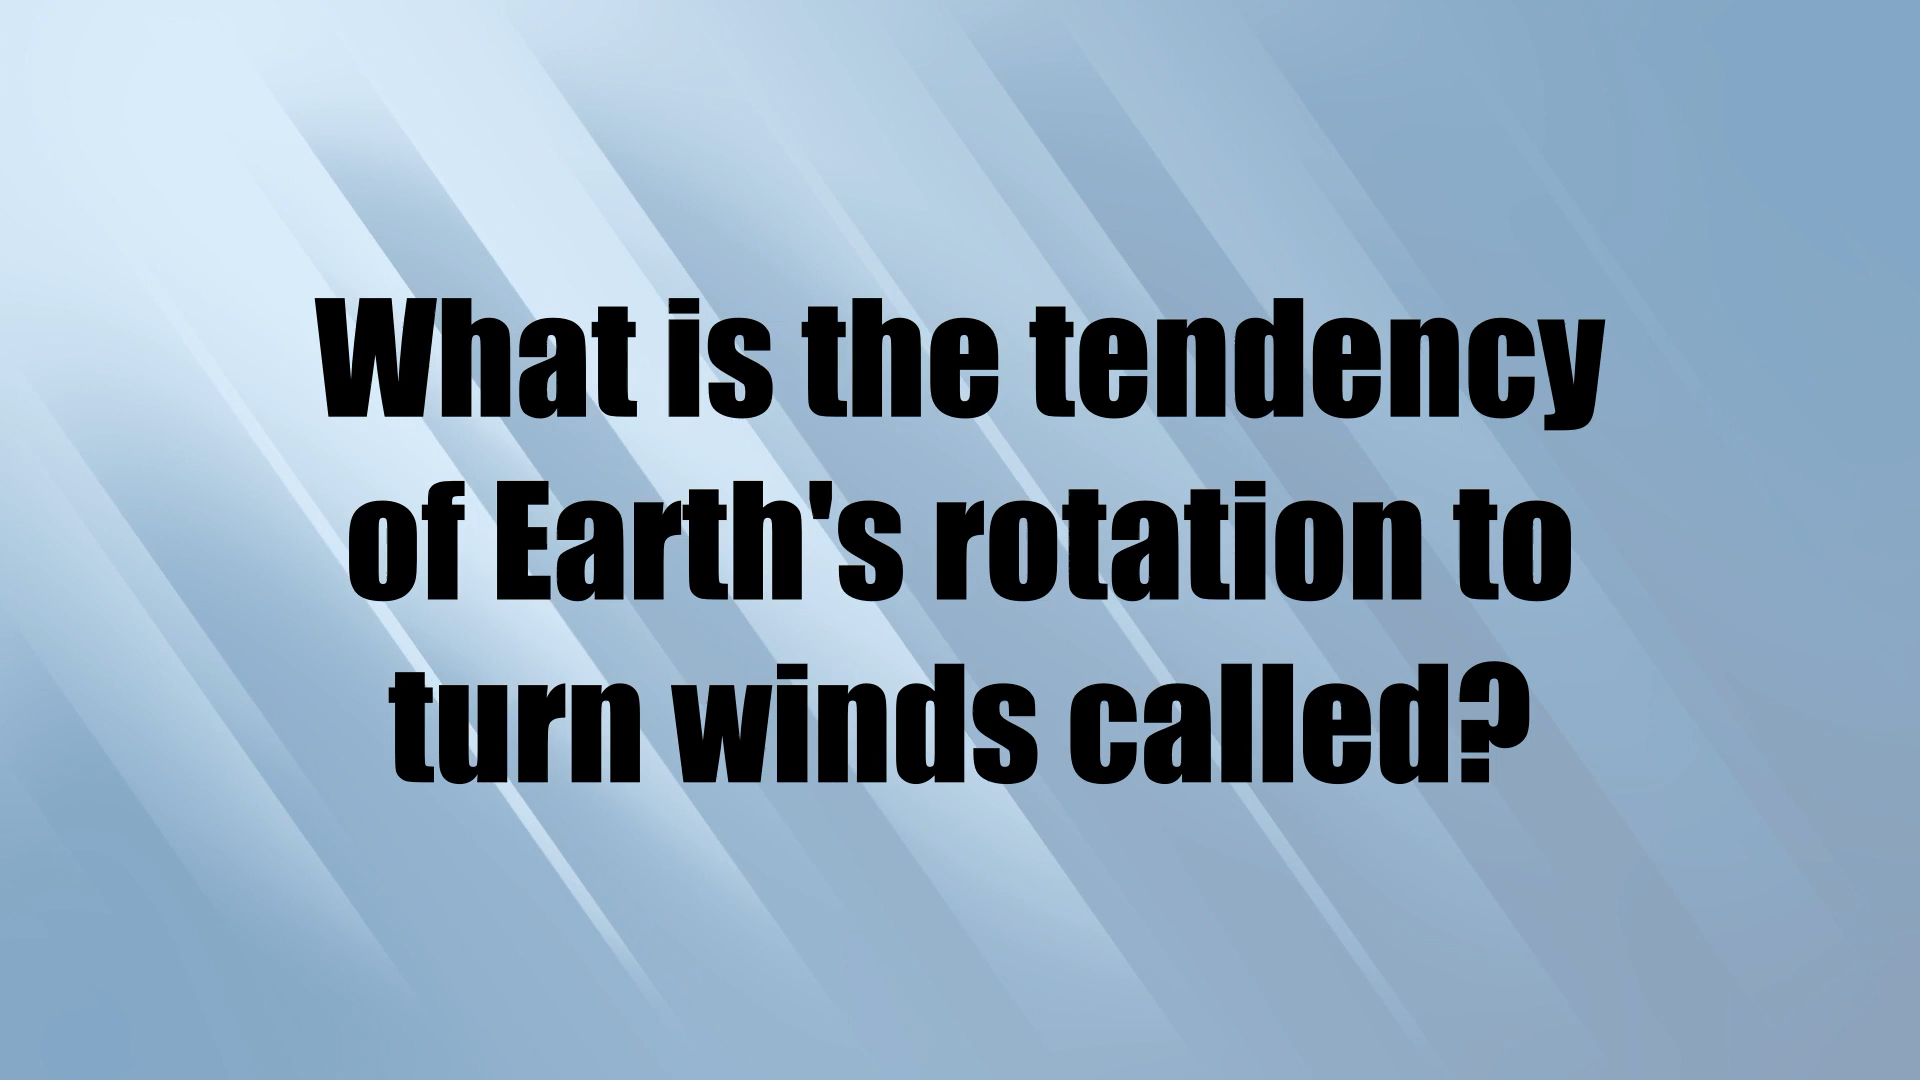 What is the tendency
of Earth's rotation to
turn winds called?